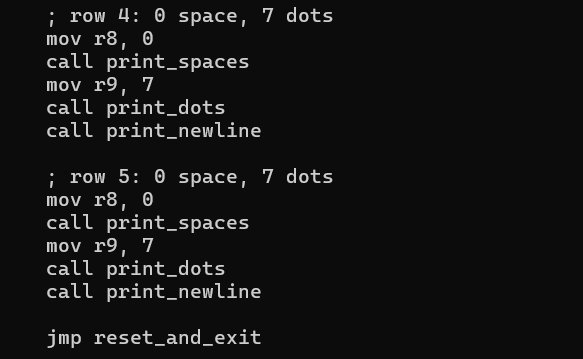 ; row 4: 0 space, 7 dots
mov r8, 0
call print_spaces
mov r9, 7
call print_dots
call print_newline

; row 5: 0 space, 7 dots
mov r8, 0
call print_spaces
mov r9, 7
call print_dots
call print_newline

jmp reset_and_exit